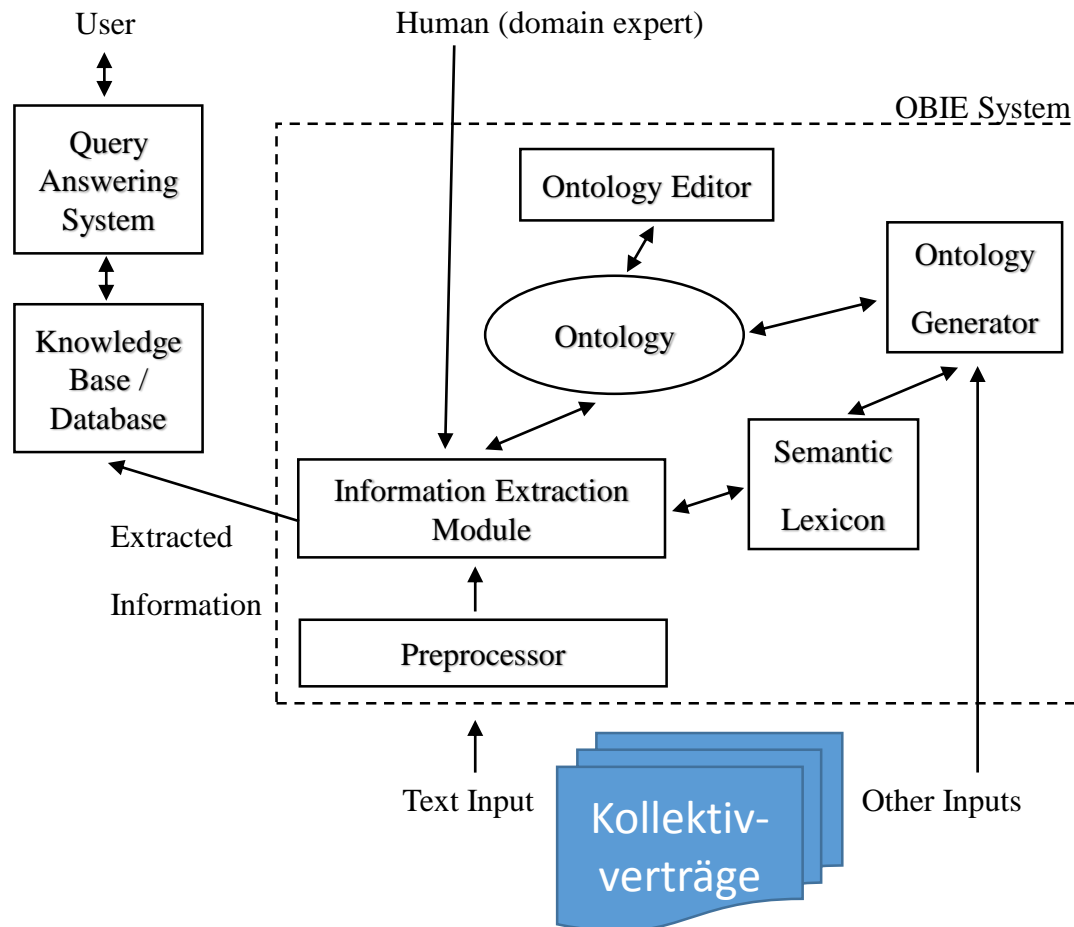 User
Human (domain expert)
OBIE System
Query
Answering
System
Ontology Editor
Ontology
Generator
Knowledge
Base /
Database
Ontology
Semantic
Lexicon
Information Extraction
Module
Extracted
Information
Preprocessor
Text Input
Kollektiv-
verträge
Other Inputs